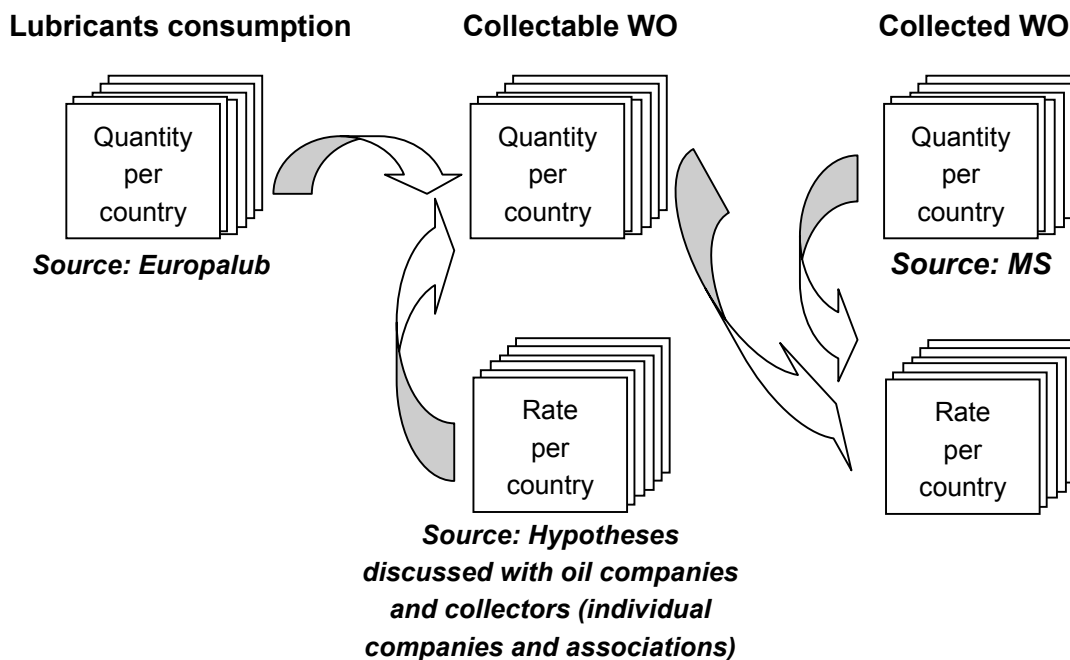 Lubricants consumption
Collectable WO
Collected WO
Quantity
per
country
Source: Europalub
Quantity
per
country
Quantity
per
country
Source: MS
Rate
per
country
Source: Hypotheses
discussed with oil companies
and collectors (individual
companies and associations)
Rate
per
country